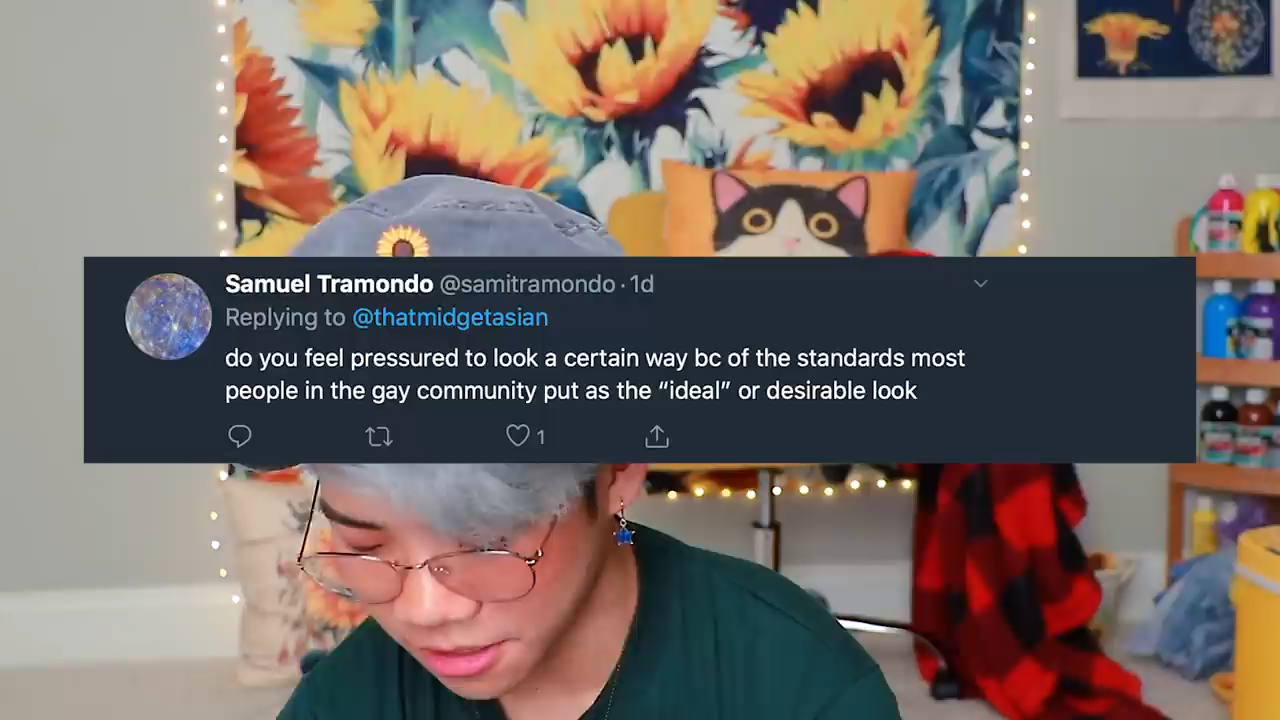 Samuel Tramondo @samitramondo · 1d
Replying to @thatmidgetasian
do you feel pressured to look a certain way bc of the standards most
people in the gay community put as the “ideal” or desirable look
1